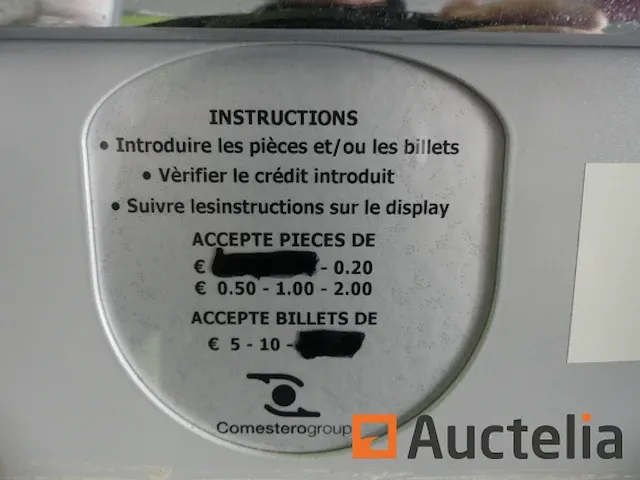 INSTRUCTIONS
• Introduire les pièces et/ou les billets
• Vèrifier le crédit introduit
• Suivre lesinstructions sur le display
ACCEPTE PIECES DE
€ - 0.20
€ 0.50 - 1.00 - 2.00
ACCEPTE BILLETS DE
€ 5 - 10 -
Comesterogroup
Auctelia